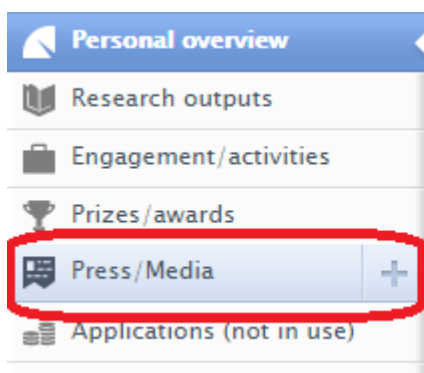 Personal overview
Research outputs
Engagement/activities
Prizes/awards
Press/Media
Applications (not in use)